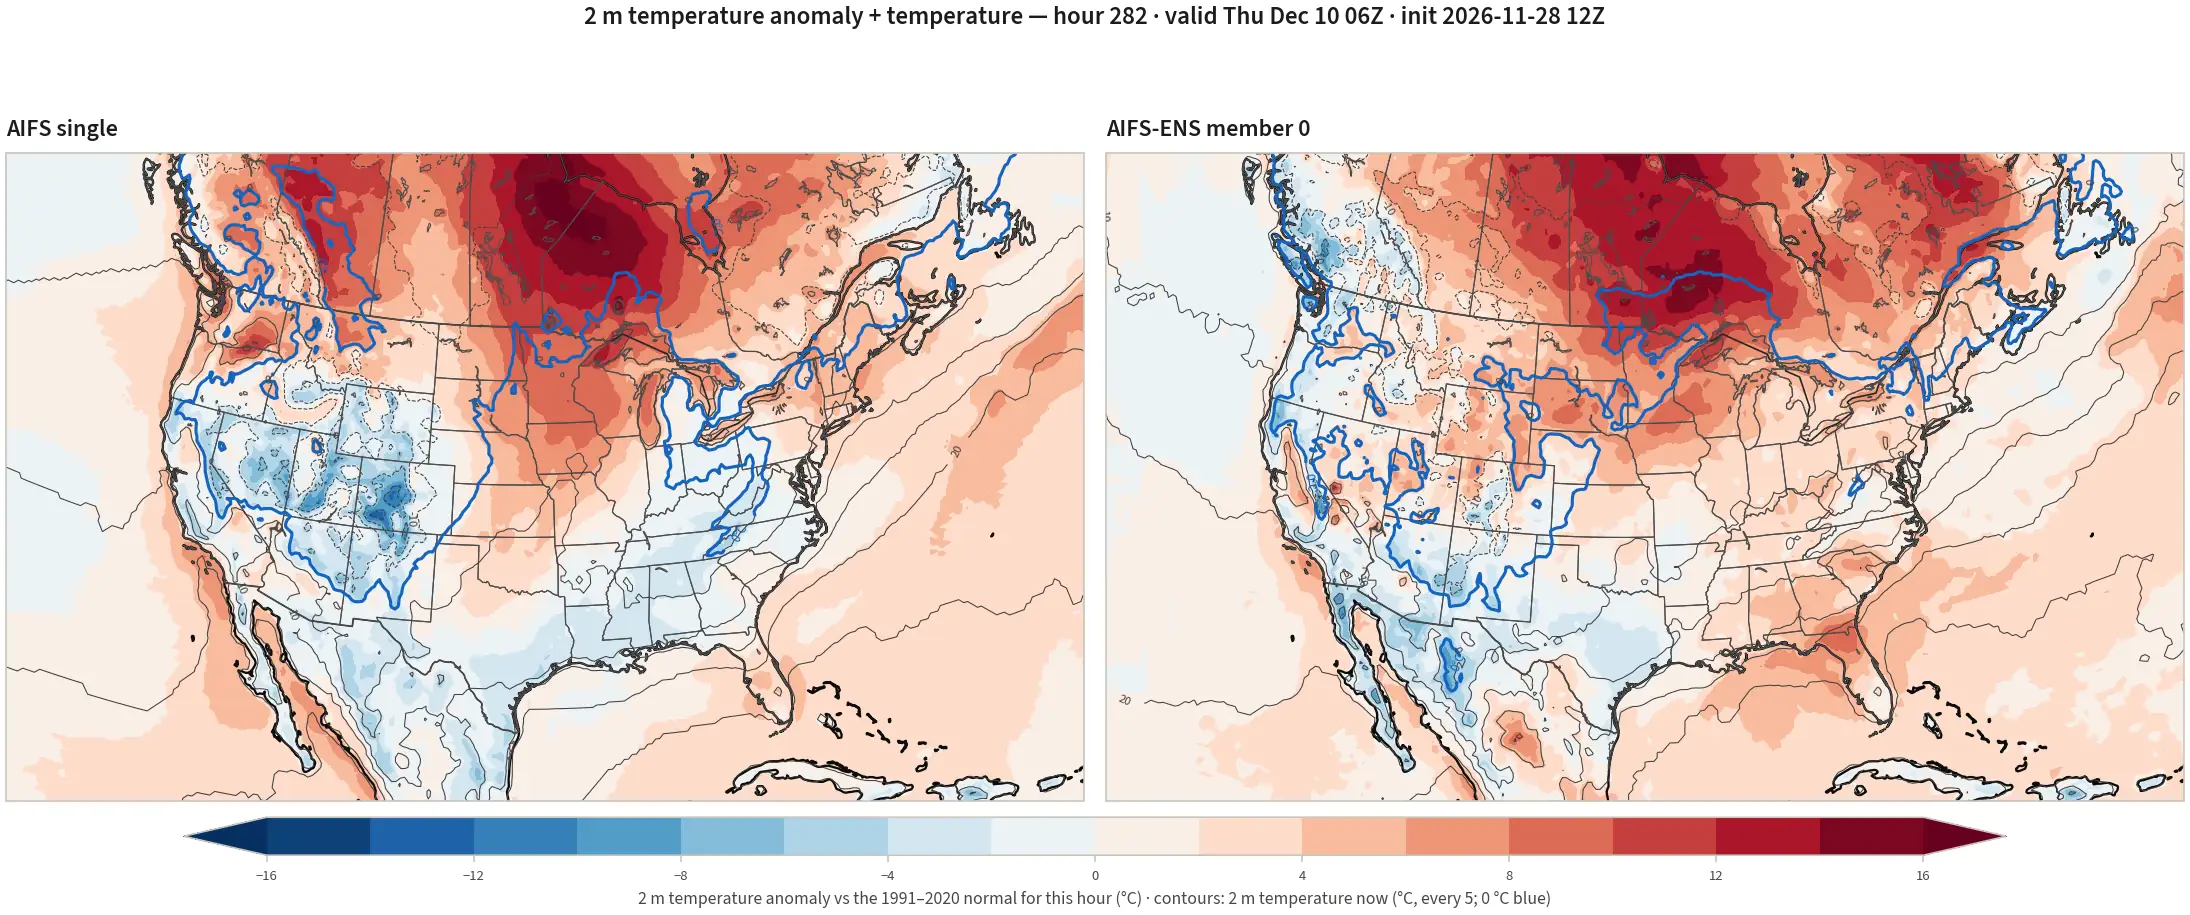 2 m temperature anomaly + temperature — hour 282 · valid Thu Dec 10 06Z · init 2026-11-28 12Z
AIFS single
AIFS-ENS member 0
20
−16 −12 −8 −4 0 4 8 12 16
2 m temperature anomaly vs the 1991–2020 normal for this hour (°C) · contours: 2 m temperature now (°C, every 5; 0 °C blue)